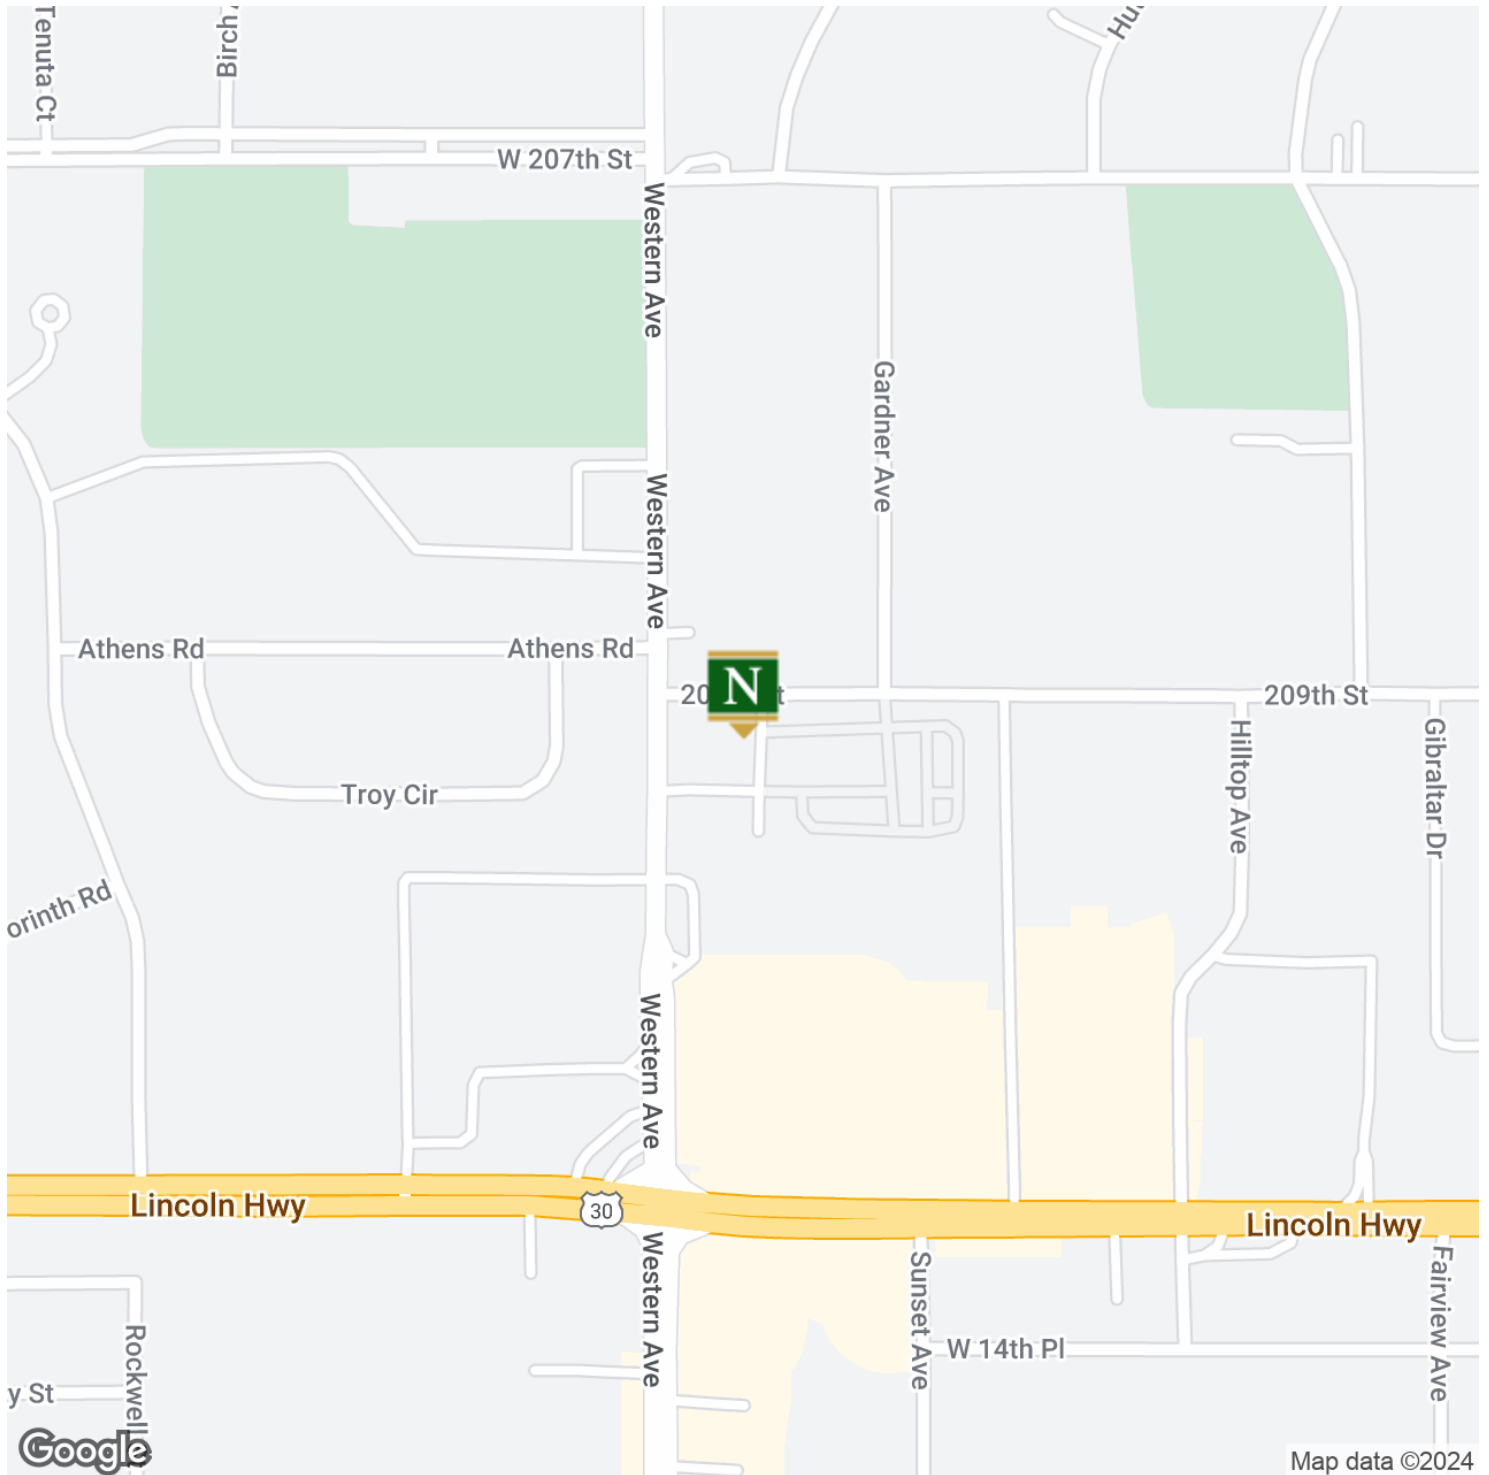 Tenuta Ct
Birch
Hun
W 207th St
Western Ave
Gardner Ave
Western Ave
Athens Rd
Athens Rd
N
20
t
209th St
Hilltop Ave
Gibraltar Dr
Troy Cir
orinth Rd
Western Ave
Lincoln Hwy
30
Lincoln Hwy
Western Ave
Sunset Ave
Fairview Ave
Rockwell
W 14th Pl
y St
Google
Map data ©2024